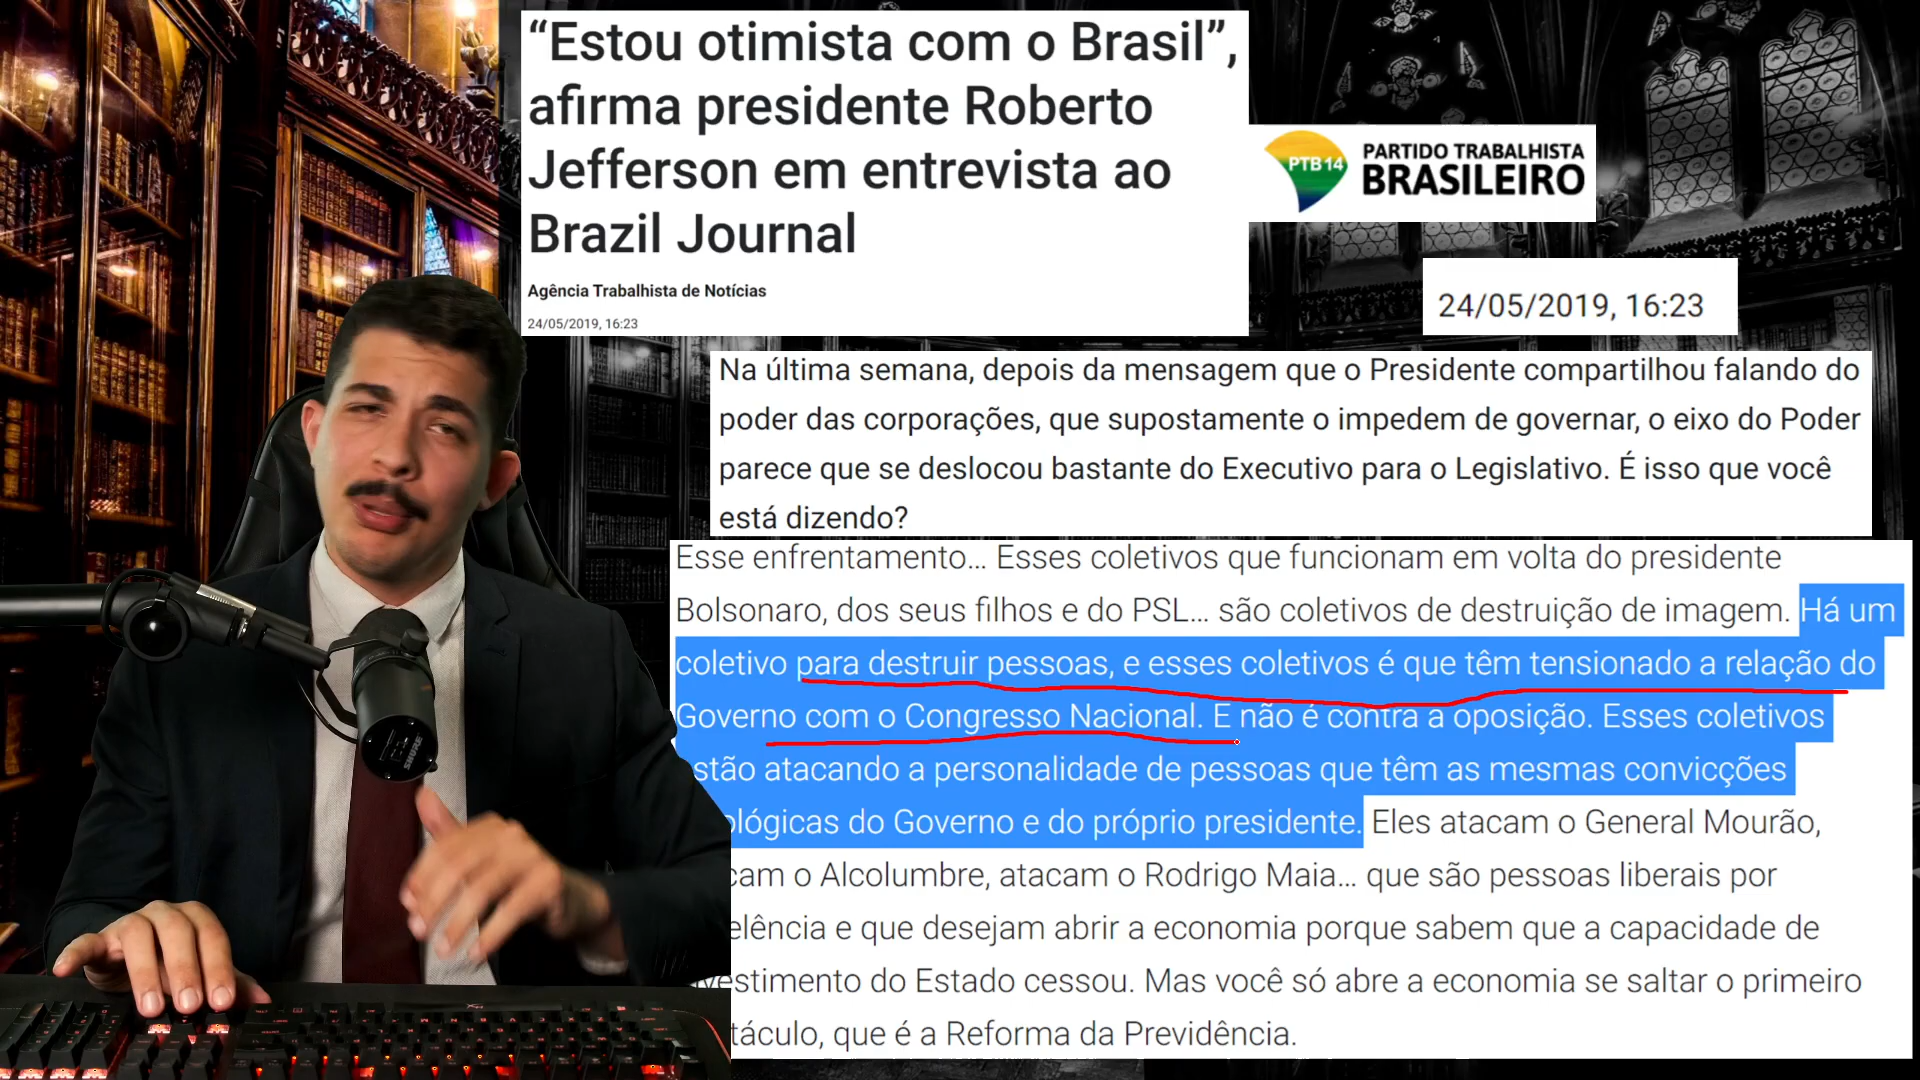 “Estou otimista com o Brasil”,
afirma presidente Roberto
Jefferson em entrevista ao
Brazil Journal
Agência Trabalhista de Notícias
24/05/2019, 16:23
PTB 14
PARTIDO TRABALHISTA
BRASILEIRO
24/05/2019, 16:23
Na última semana, depois da mensagem que o Presidente compartilhou falando do
poder das corporações, que supostamente o impedem de governar, o eixo do Poder
parece que se deslocou bastante do Executivo para o Legislativo. É isso que você
está dizendo?
Esse enfrentamento... Esses coletivos que funcionam em volta do presidente
Bolsonaro, dos seus filhos e do PSL... são coletivos de destruição de imagem. Há um
coletivo para destruir pessoas, e esses coletivos é que têm tensionado a relação do
Governo com o Congresso Nacional. E não é contra a oposição. Esses coletivos
stão atacando a personalidade de pessoas que têm as mesmas convicções
ológicas do Governo e do próprio presidente. Eles atacam o General Mourão,
cam o Alcolumbre, atacam o Rodrigo Maia... que são pessoas liberais por
elência e que desejam abrir a economia porque sabem que a capacidade de
vestimento do Estado cessou. Mas você só abre a economia se saltar o primeiro
táculo, que é a Reforma da Previdência.
SHURE